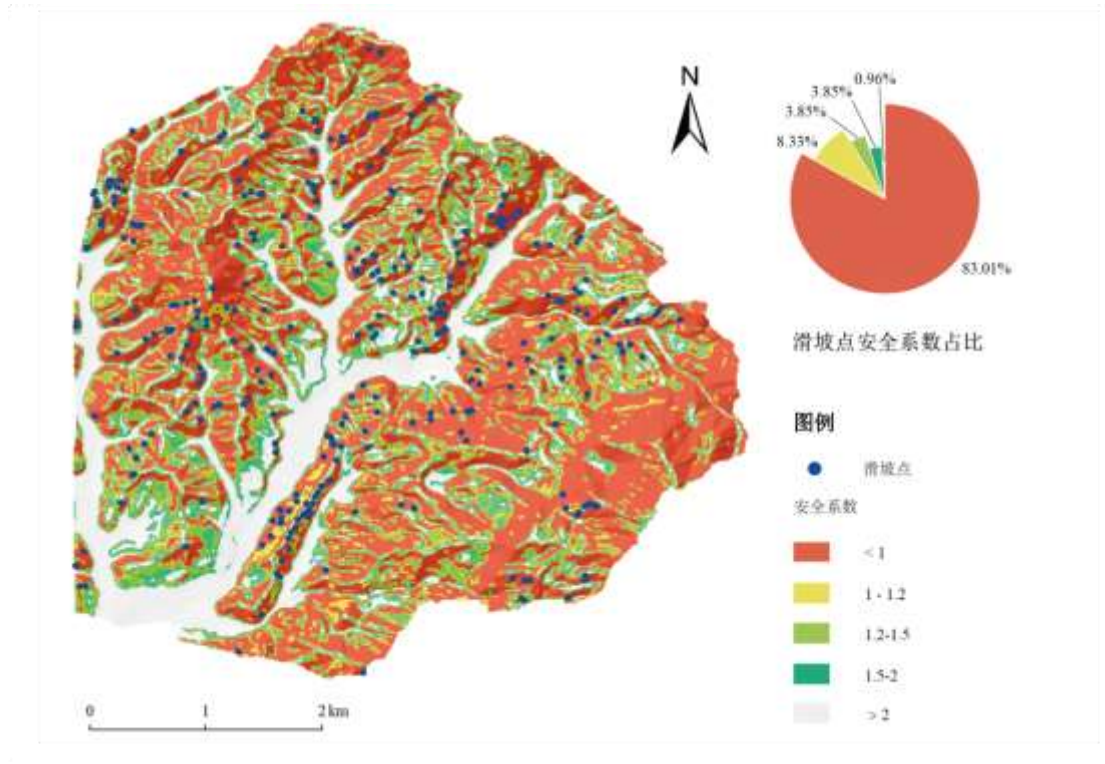 N
0.96%
3.85%
3.85%
8.33%
83.01%
滑坡点安全系数占比
图例
滑坡点
安全系数
< 1
1 - 1.2
1.2-1.5
1.5-2
> 2
0 1 2 km